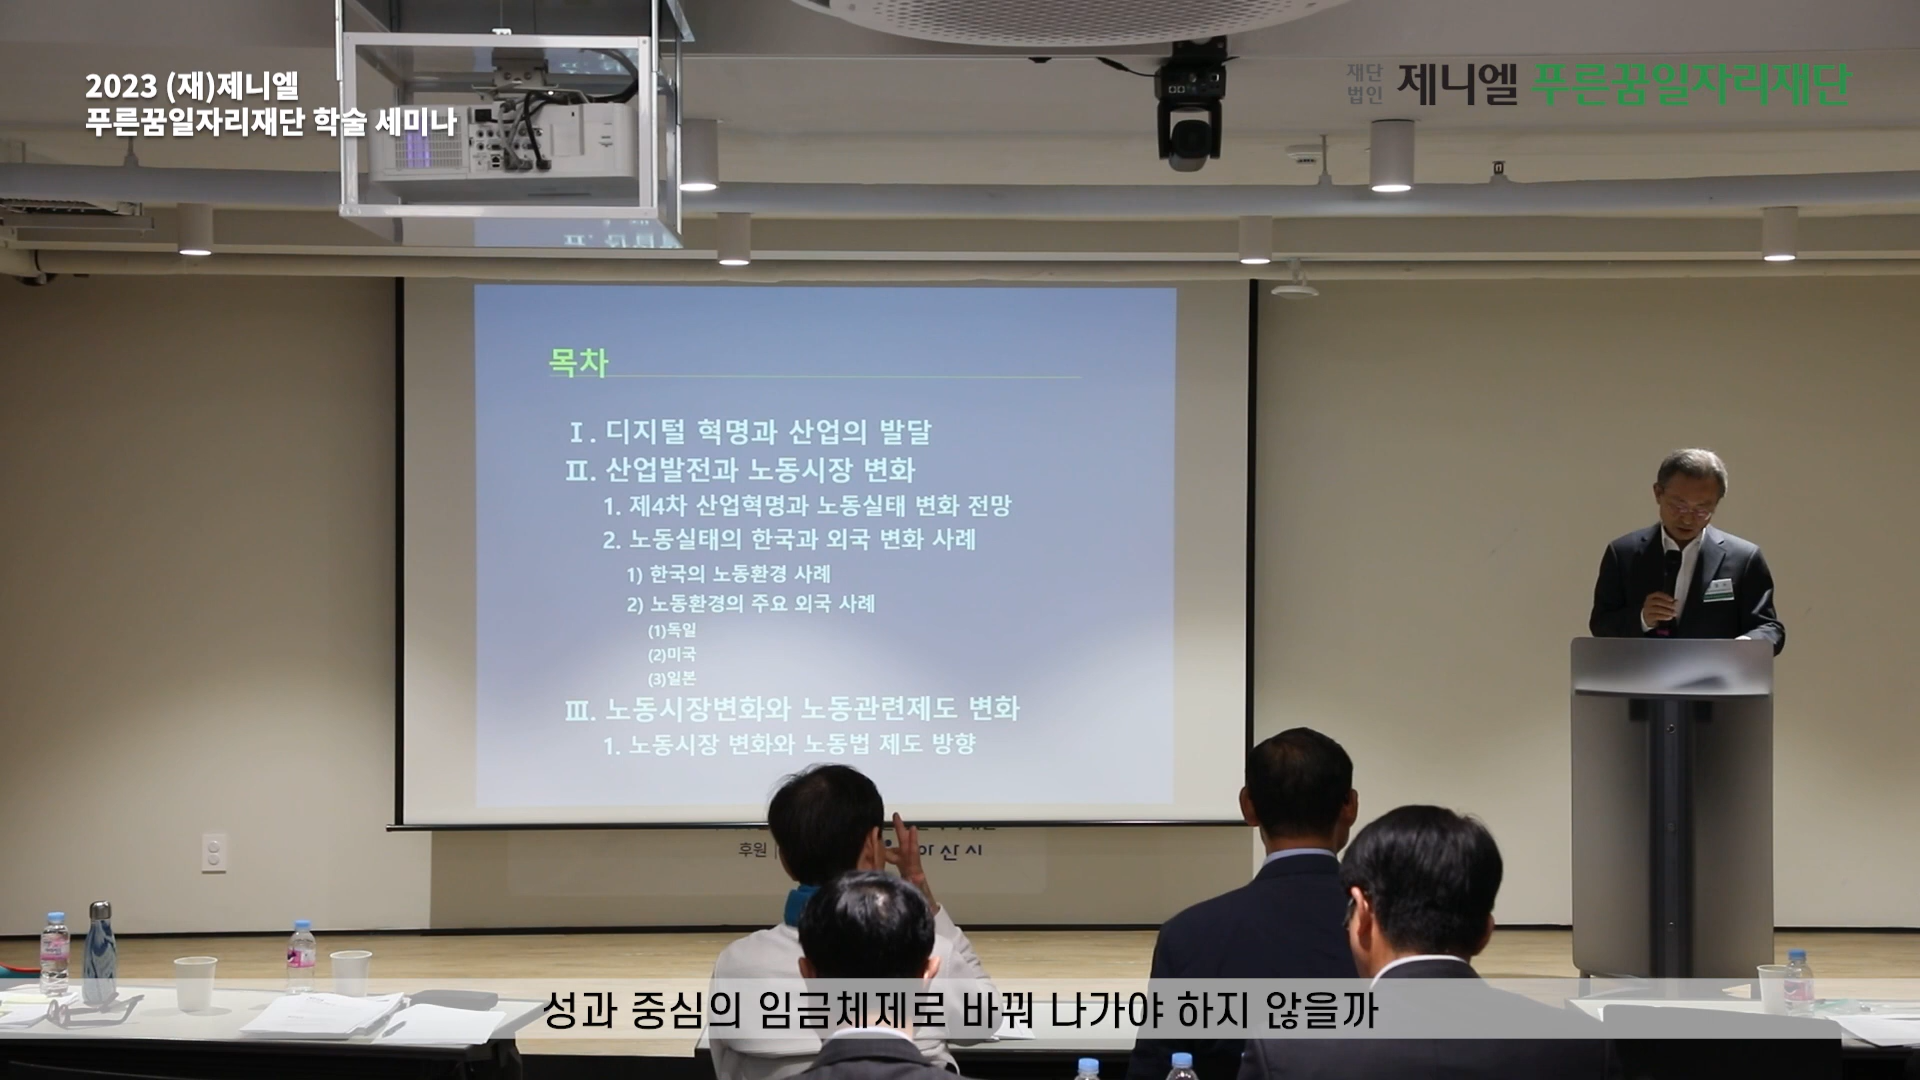 2023 (재)제니엘
푸른꿈일자리재단 학술 세미나
재단
법인
제니엘 푸른꿈일자리재단
목차
Ⅰ. 디지털 혁명과 산업의 발달
Ⅱ. 산업발전과 노동시장 변화
1. 제4차 산업혁명과 노동실태 변화 전망
2. 노동실태의 한국과 외국 변화 사례
1) 한국의 노동환경 사례
2) 노동환경의 주요 외국 사례
(1)독일
(2)미국
(3)일본
Ⅲ. 노동시장변화와 노동관련제도 변화
1. 노동시장 변화와 노동법 제도 방향
후원
아산시
성과 중심의 임금체제로 바꿔 나가야 하지 않을까